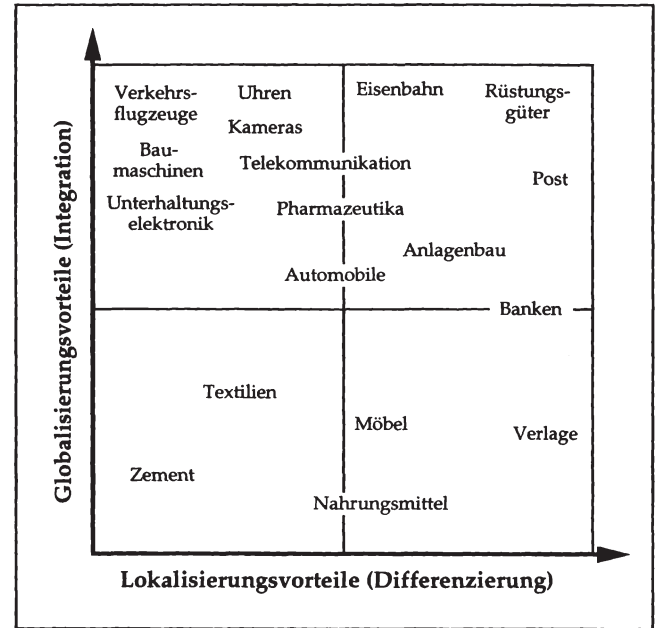 Globalisierungsvorteile (Integration)
Verkehrs-
flugzeuge
Uhren
Eisenbahn
Rüstungs-
güter
Kameras
Bau-
maschinen
Telekommunikation
Post
Unterhaltungs-
elektronik
Pharmazeutika
Anlagenbau
Automobile
Banken
Textilien
Möbel
Verlage
Zement
Nahrungsmittel
Lokalisierungsvorteile (Differenzierung)